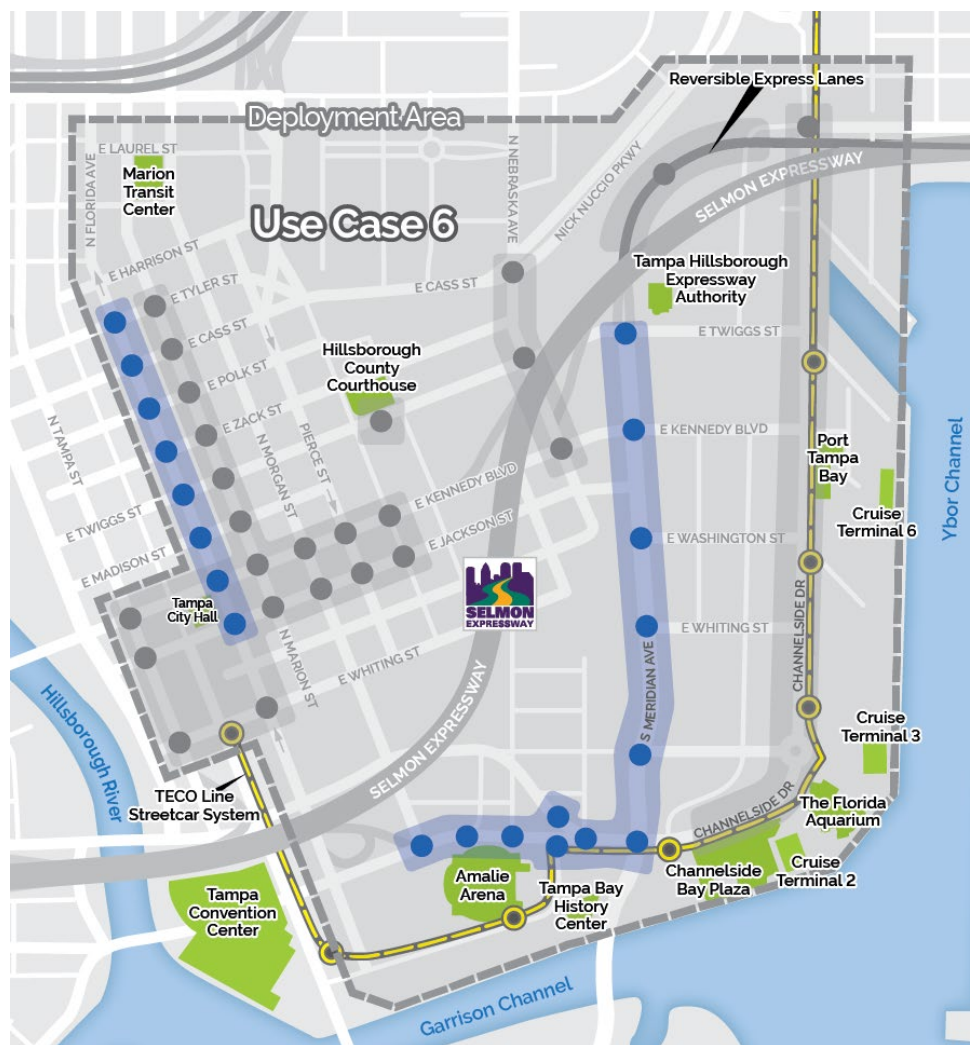 Reversible Express Lanes
Deployment Area
E LAUREL ST
Marion
Transit
Center
N FLORIDA AVE
N NEBRASKA AVE
NICK NUCCIO PKWY
SELMON EXPRESSWAY
Use Case 6
E HARRISON ST
E TYLER ST
E CASS ST
E CASS ST
Tampa Hillsborough
Expressway
Authority
E TWIGGS ST
Hillsborough
County
Courthouse
E POLK ST
E ZACK ST
N TAMPA ST
N MORGAN ST
PIERCE ST
E KENNEDY BLVD
E KENNEDY BLVD
Port
Tampa
Bay
Cruise
Terminal 6
Ybor Channel
E TWIGGS ST
E JACKSON ST
E WASHINGTON ST
E MADISON ST
SELMON
EXPRESSWAY
Tampa
City Hall
E WHITING ST
E WHITING ST
N MARION ST
S MERIDIAN AVE
CHANNELSIDE DR
Hillsborough River
SELMON EXPRESSWAY
Cruise
Terminal 3
TECO Line
Streetcar System
CHANNELSIDE DR
The Florida
Aquarium
Amalie
Arena
Tampa Bay
History
Center
Channelside
Bay Plaza
Cruise
Terminal 2
Tampa
Convention
Center
Garrison Channel